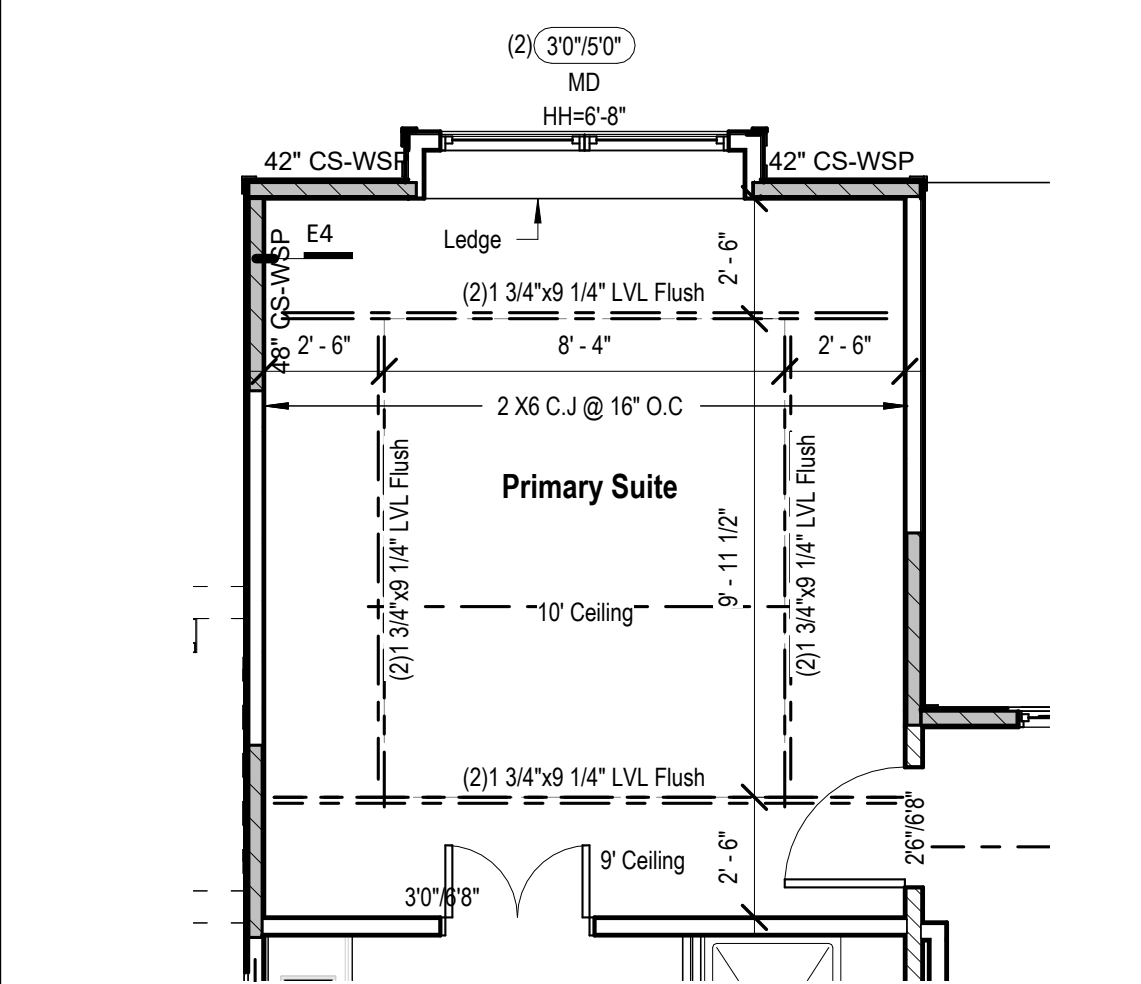 (2) 3'0"/5'0"
MD
HH=6'-8"
42" CS-WSP
42" CS-WSP
E4
48" CS-WSP
Ledge
2' - 6"
(2)1 3/4"x9 1/4" LVL Flush
2' - 6"
8' - 4"
2' - 6"
2 X6 C.J @ 16" O.C
(2)1 3/4"x9 1/4" LVL Flush
(2)1 3/4"x9 1/4" LVL Flush
Primary Suite
9' - 11 1/2"
10' Ceiling
(2)1 3/4"x9 1/4" LVL Flush
2'6"/6'8"
9' Ceiling
2' - 6"
3'0"/6'8"